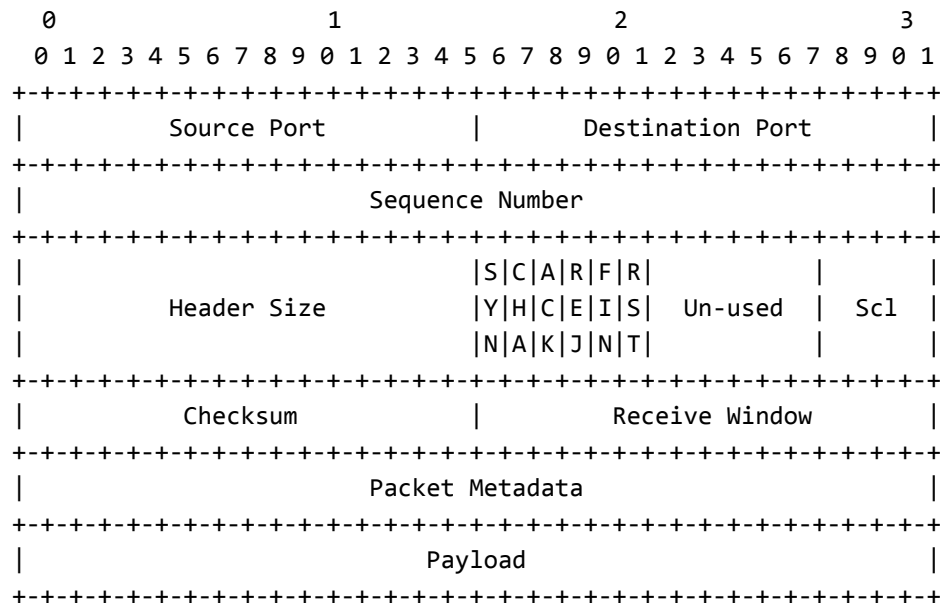 0                   1                   2                   3
 0 1 2 3 4 5 6 7 8 9 0 1 2 3 4 5 6 7 8 9 0 1 2 3 4 5 6 7 8 9 0 1
+-+-+-+-+-+-+-+-+-+-+-+-+-+-+-+-+-+-+-+-+-+-+-+-+-+-+-+-+-+-+-+-+
|          Source Port          |       Destination Port        |
+-+-+-+-+-+-+-+-+-+-+-+-+-+-+-+-+-+-+-+-+-+-+-+-+-+-+-+-+-+-+-+-+
|                        Sequence Number                        |
+-+-+-+-+-+-+-+-+-+-+-+-+-+-+-+-+-+-+-+-+-+-+-+-+-+-+-+-+-+-+-+-+
|                               |S|C|A|R|F|R|           |       |
|          Header Size          |Y|H|C|E|I|S|  Un-used  |  Scl  |
|                               |N|A|K|J|N|T|           |       |
+-+-+-+-+-+-+-+-+-+-+-+-+-+-+-+-+-+-+-+-+-+-+-+-+-+-+-+-+-+-+-+-+
|           Checksum            |         Receive Window        |
+-+-+-+-+-+-+-+-+-+-+-+-+-+-+-+-+-+-+-+-+-+-+-+-+-+-+-+-+-+-+-+-+
|                        Packet Metadata                        |
+-+-+-+-+-+-+-+-+-+-+-+-+-+-+-+-+-+-+-+-+-+-+-+-+-+-+-+-+-+-+-+-+
|                            Payload                            |
+-+-+-+-+-+-+-+-+-+-+-+-+-+-+-+-+-+-+-+-+-+-+-+-+-+-+-+-+-+-+-+-+